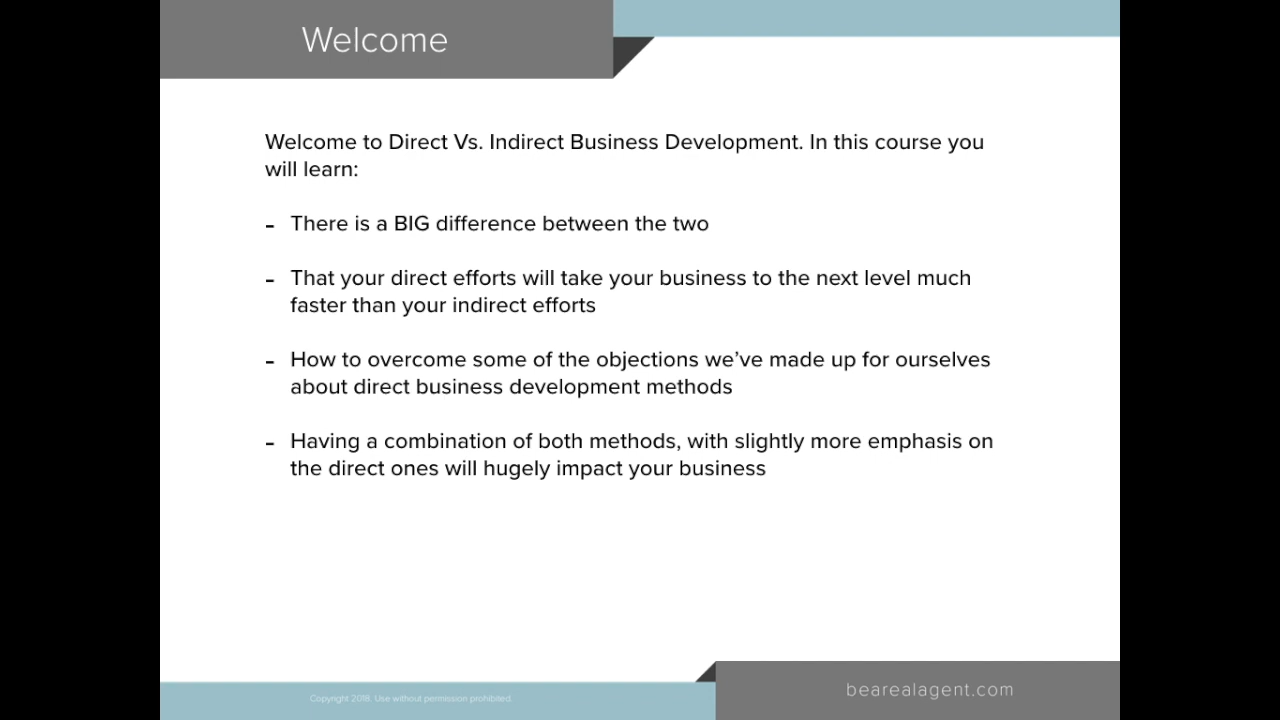 Welcome
Welcome to Direct Vs. Indirect Business Development. In this course you
will learn:
- There is a BIG difference between the two
- That your direct efforts will take your business to the next level much
faster than your indirect efforts
- How to overcome some of the objections we’ve made up for ourselves
about direct business development methods
- Having a combination of both methods, with slightly more emphasis on
the direct ones will hugely impact your business
Copyright 2018. Use without permission prohibited.
bearealagent.com